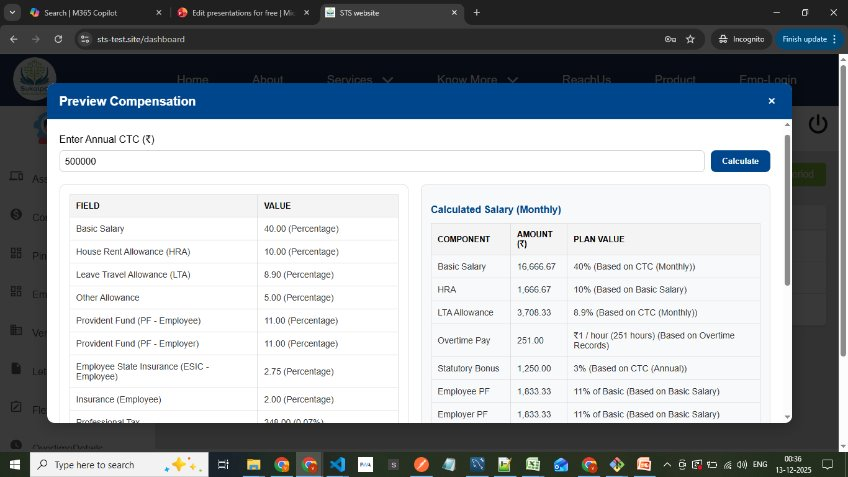 Search | M365 Copilot
Edit presentations for free | Mic
STS website
sts-test.site/dashboard
Incognito
Finish update
Home About Services Know More ReachUs Product Emp-Login
Preview Compensation
Enter Annual CTC (₹)
500000
Calculate
FIELD VALUE
Basic Salary 40.00 (Percentage)
House Rent Allowance (HRA) 10.00 (Percentage)
Leave Travel Allowance (LTA) 8.90 (Percentage)
Other Allowance 5.00 (Percentage)
Provident Fund (PF - Employee) 11.00 (Percentage)
Provident Fund (PF - Employer) 11.00 (Percentage)
Employee State Insurance (ESIC -
Employee) 2.75 (Percentage)
Insurance (Employee) 2.00 (Percentage)
Professional Tax 248.00 (0.07%)
Calculated Salary (Monthly)
COMPONENT AMOUNT (₹) PLAN VALUE
Basic Salary 16,666.67 40% (Based on CTC (Monthly))
HRA 1,666.67 10% (Based on Basic Salary)
LTA Allowance 3,708.33 8.9% (Based on CTC (Monthly))
Overtime Pay 251.00 ₹1 / hour (251 hours) (Based on Overtime
Records)
Statutory Bonus 1,250.00 3% (Based on CTC (Annual))
Employee PF 1,833.33 11% of Basic (Based on Basic Salary)
Employer PF 1,833.33 11% of Basic (Based on Basic Salary)
Type here to search
ENG
00:36
13-12-2025